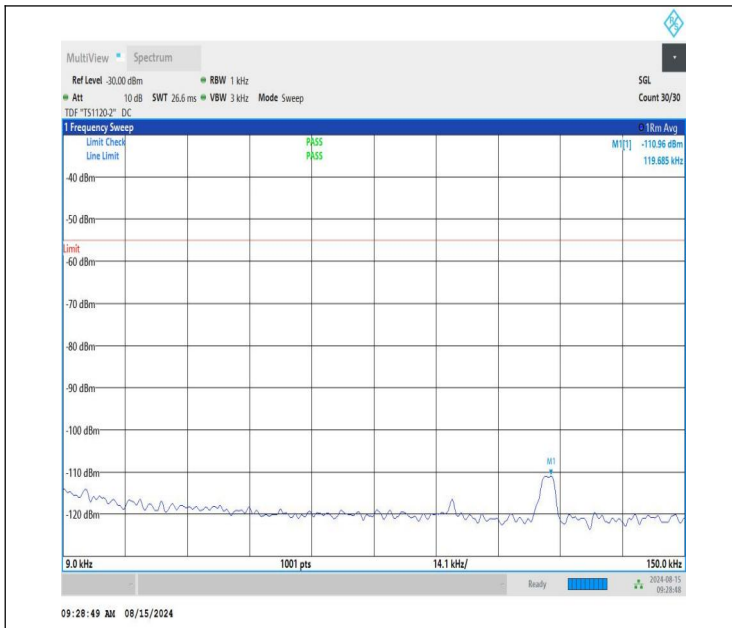 MultiView Spectrum
Ref Level -30.00 dBm RBW 1 kHz SGL
Att 10 dB SWT 26.6 ms VBW 3 kHz Mode Sweep Count 30/30
TDF "TS1120-2" DC
1 Frequency Sweep 1Rm Avg
Limit Check PASS M1[1] -110.96 dBm
Line Limit PASS 119.685 kHz
-40 dBm
-50 dBm
Limit
-60 dBm
-70 dBm
-80 dBm
-90 dBm
-100 dBm
M1
-110 dBm
-120 dBm
9.0 kHz 1001 pts 14.1 kHz/ 150.0 kHz
Ready 2024-08-15
09:28:48
09:28:49 AM 08/15/2024